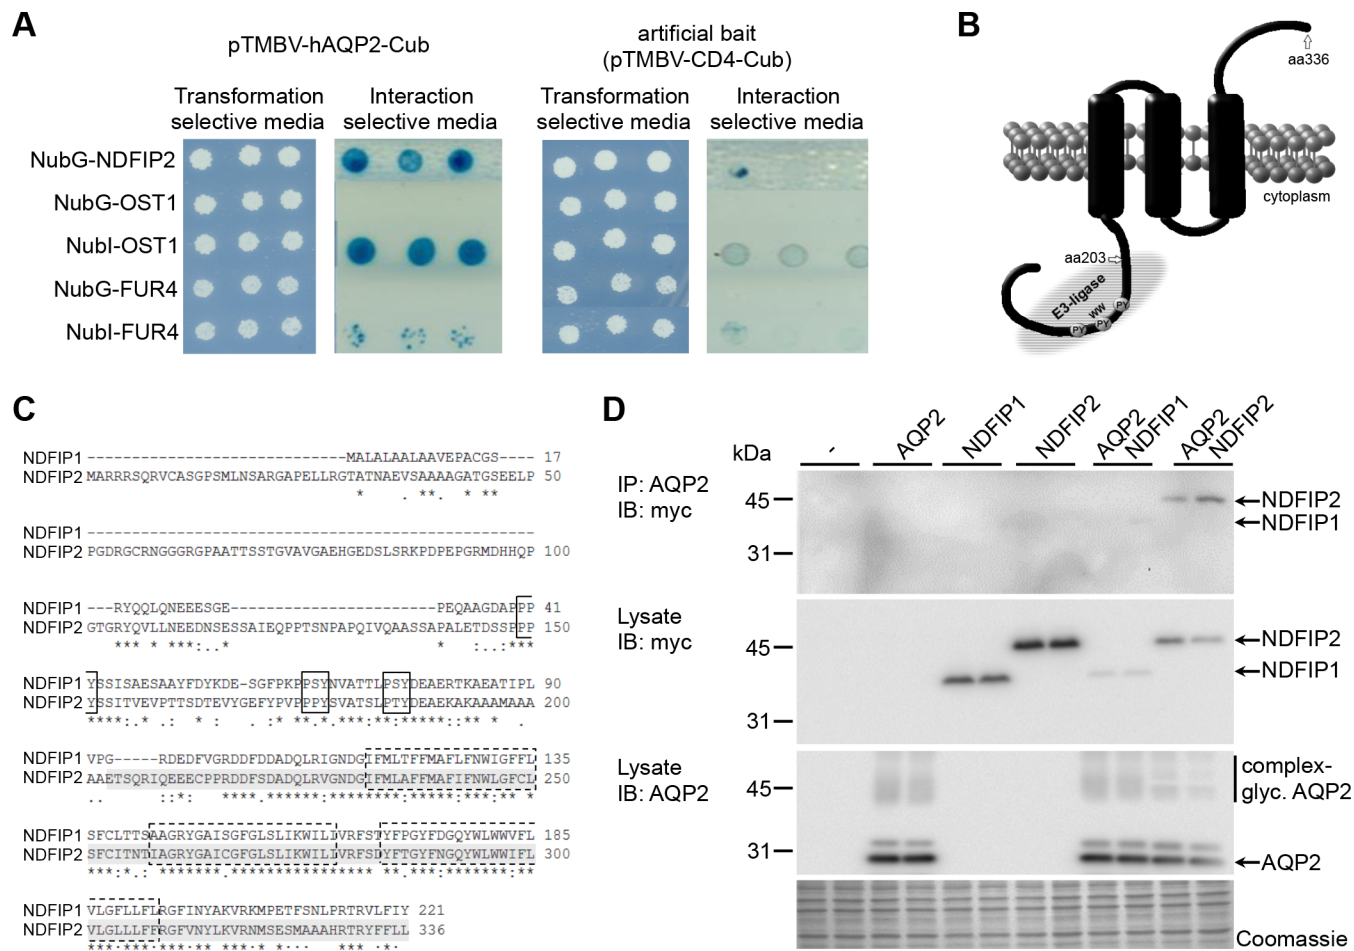 A
pTMBV-hAQP2-Cub
artificial bait
(pTMBV-CD4-Cub)
Transformation
selective media
Interaction
selective media
Transformation
selective media
Interaction
selective media
NubG-NDFIP2
NubG-OST1
NubI-OST1
NubG-FUR4
NubI-FUR4
B
aa336
cytoplasm
aa203
E3-ligase
WW
PY
PY
PY
C
NDFIP1 -----------------------------MALALAALAAVEPACGS---- 17
NDFIP2 MARRRSQRVCASGPSMLNSARGAPELLRGTATNAEVSAAAAGATGSEELP 50
* . ** . * **
NDFIP1 -------------------------------------------------- 
NDFIP2 PGDRGCRNGGGRGPAATTSSTGVAVGAEHGEDSLSRKPDPEPGRMDHHQP 100
NDFIP1 ---RYQQLQNEEESGE-----------------------PEQAAGDAPPP 41
NDFIP2 GTGRYQVLLNEEDNSESSAIEQPPTSNPAPQIVQAASSAPALETDSSPPP 150
*** * ***:..* * .: **
NDFIP1 YSSISAESAAYFDYKDE-SGFPKPPSYNVATTLPSYDEAERTKAEATIPL 90
NDFIP2 YSSITVEVPTTSDTEVYGEFYPVPPPYSVATSLPTYDEAEKAKAAAMAAA 200
****:.* .: * : .:* **.*.***:**:*****::** * .
NDFIP1 VPG-----RDEDFVGRDDFDDADQLRIGNDGIFMLTFFMAFLFNWIGFFL 135
NDFIP2 AAETSQRIQEEECPPRDDFSDADQLRVGNDGIFMLAFFMAFIFNWLGFCL 250
.. ::*: ****.******:********:*****:***:** *
NDFIP1 SFCLTTSAAGRYGAISGFGLSLIKWILIVRFSTYFPGYFDGQYWLWWVFL 185
NDFIP2 SFCITNTIAGRYGAICGFGLSLIKWILIVRFSDYFTGYFNGQYWLWWIFL 300
***:*.: *******.**************** **.***:*******:**
NDFIP1 VLGFLLFLRGFINYAKVRKMPETFSNLPRTRVLFIY 221
NDFIP2 VLGLLLFFRGFVNYLKVRNMSESMAAAHRTRYFFLL 336
***:***:***:** ***:*.*:: *** :*:
D
kDa
-
AQP2
NDFIP1
NDFIP2
AQP2
NDFIP1
AQP2
NDFIP2
IP: AQP2
IB: myc
45
31
NDFIP2
NDFIP1
Lysate
IB: myc
45
31
NDFIP2
NDFIP1
Lysate
IB: AQP2
45
31
complex-
glyc. AQP2
AQP2
Coomassie